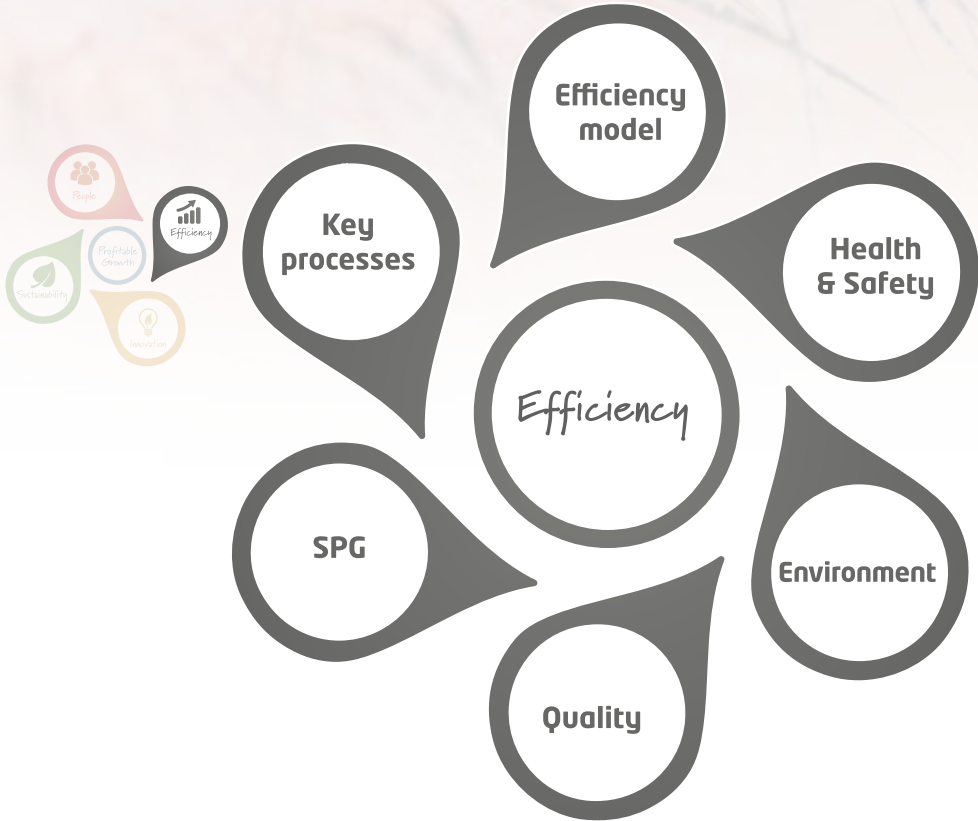 People
Efficiency
Profitable
Growth
Sustainability
Innovation
Efficiency
model
Key
processes
Health
& Safety
Efficiency
SPG
Environment
Quality